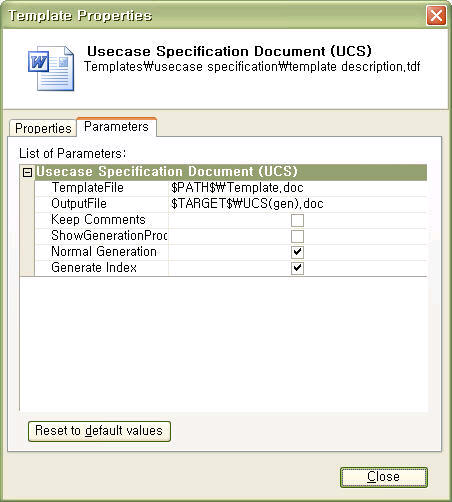 Template Properties
Usecase Specification Document (UCS)
Templates₩usecase specification₩template description.tdf
Properties
Parameters
List of Parameters:
Usecase Specification Document (UCS)
TemplateFile $PATH$₩Template.doc
OutputFile $TARGET$₩UCS(gen).doc
Keep Comments
ShowGenerationProc
Normal Generation
Generate Index
Reset to default values
Close